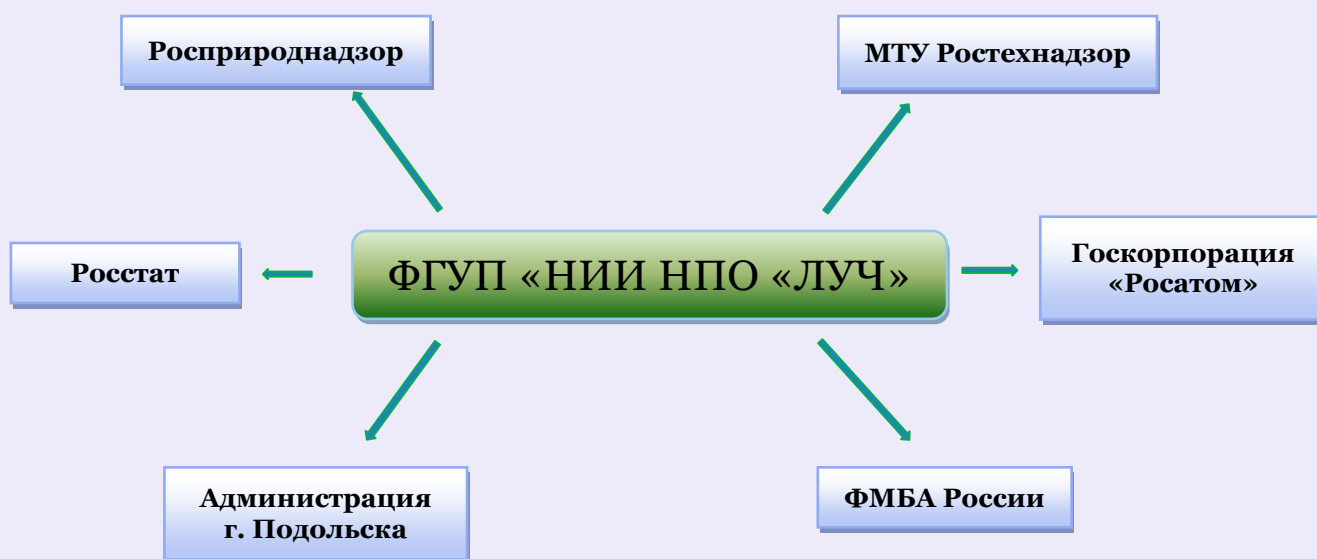 Росприроднадзор
МТУ Ростехнадзор
Росстат
ФГУП «НИИ НПО «ЛУЧ»
Госкорпорация
«Росатом»
Администрация
г. Подольска
ФМБА России